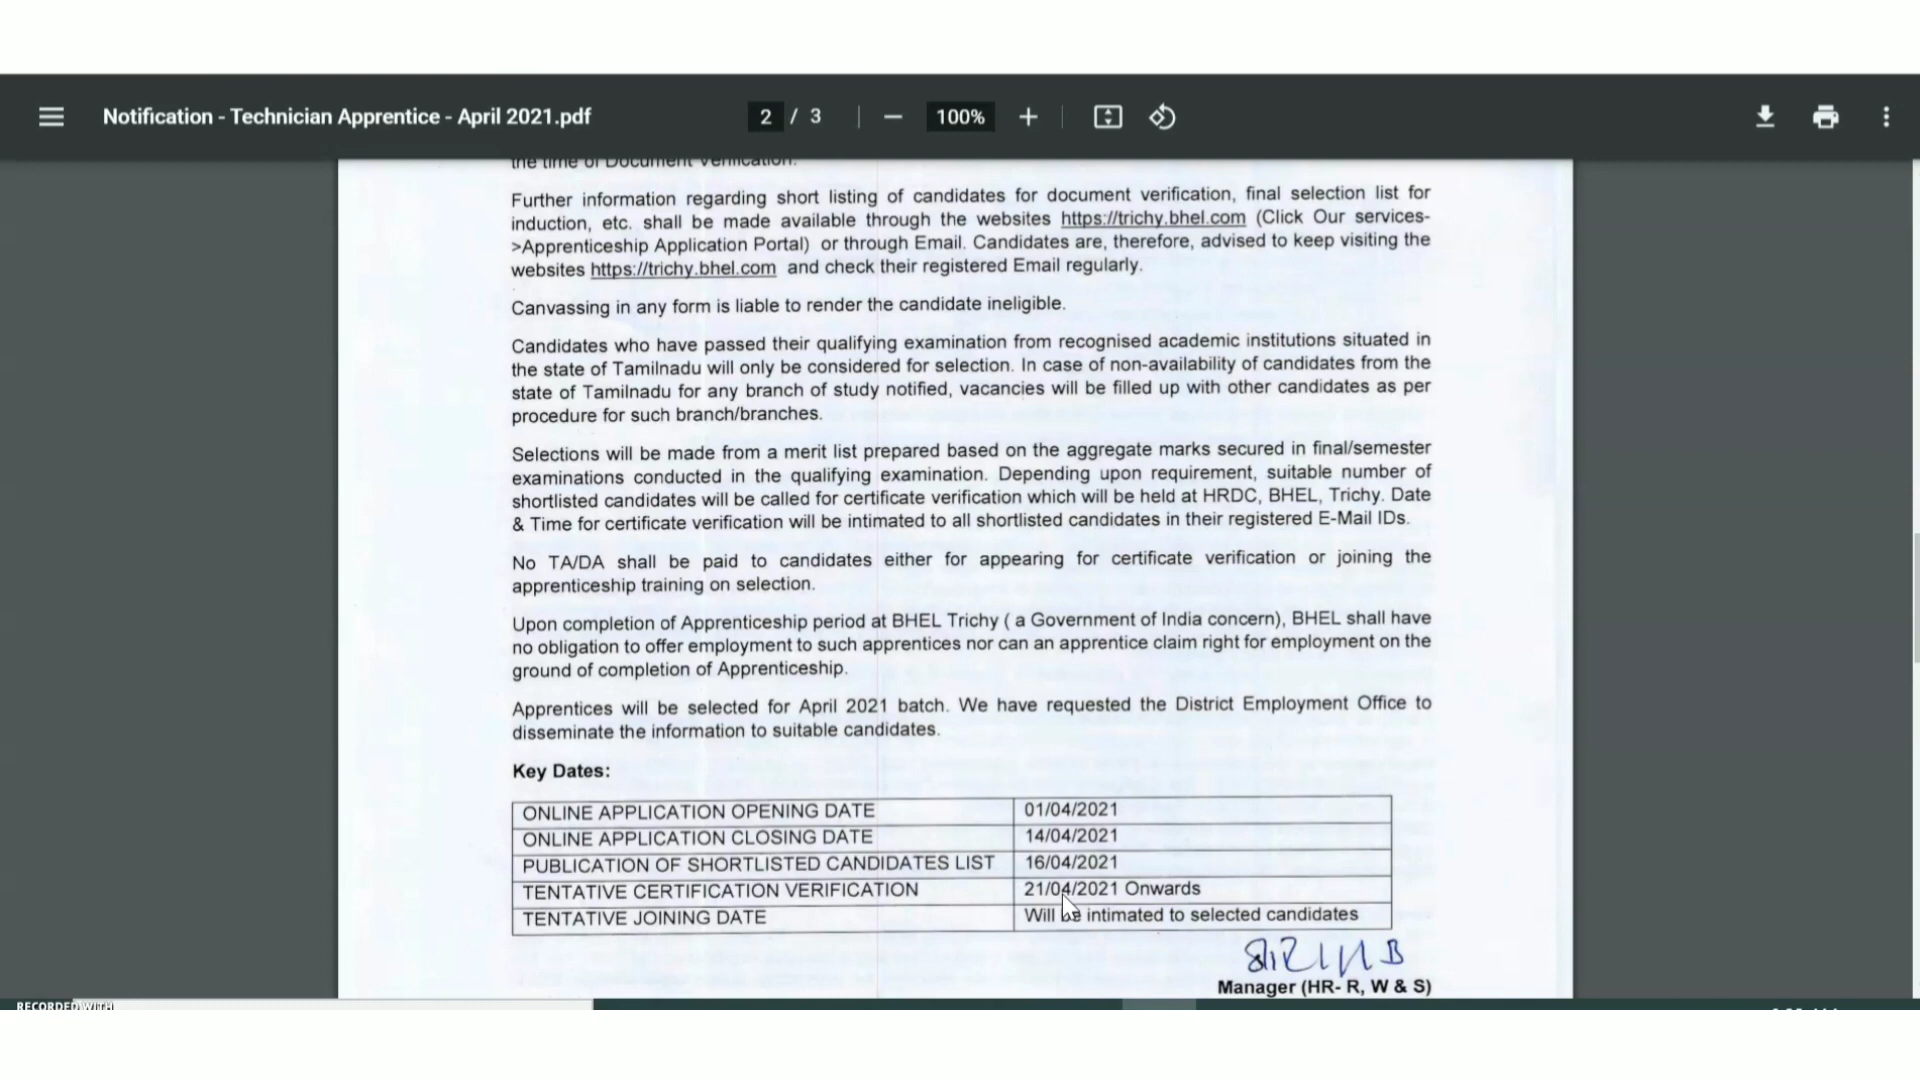 Notification - Technician Apprentice - April 2021.pdf
2 / 3
100%
the time of Document Verification.
Further information regarding short listing of candidates for document verification, final selection list for
induction, etc. shall be made available through the websites https://trichy.bhel.com (Click Our services-
>Apprenticeship Application Portal) or through Email. Candidates are, therefore, advised to keep visiting the
websites https://trichy.bhel.com and check their registered Email regularly.
Canvassing in any form is liable to render the candidate ineligible.
Candidates who have passed their qualifying examination from recognised academic institutions situated in
the state of Tamilnadu will only be considered for selection. In case of non-availability of candidates from the
state of Tamilnadu for any branch of study notified, vacancies will be filled up with other candidates as per
procedure for such branch/branches.
Selections will be made from a merit list prepared based on the aggregate marks secured in final/semester
examinations conducted in the qualifying examination. Depending upon requirement, suitable number of
shortlisted candidates will be called for certificate verification which will be held at HRDC, BHEL, Trichy. Date
& Time for certificate verification will be intimated to all shortlisted candidates in their registered E-Mail IDs.
No TA/DA shall be paid to candidates either for appearing for certificate verification or joining the
apprenticeship training on selection.
Upon completion of Apprenticeship period at BHEL Trichy ( a Government of India concern), BHEL shall have
no obligation to offer employment to such apprentices nor can an apprentice claim right for employment on the
ground of completion of Apprenticeship.
Apprentices will be selected for April 2021 batch. We have requested the District Employment Office to
disseminate the information to suitable candidates.
Key Dates:
ONLINE APPLICATION OPENING DATE 01/04/2021
ONLINE APPLICATION CLOSING DATE 14/04/2021
PUBLICATION OF SHORTLISTED CANDIDATES LIST 16/04/2021
TENTATIVE CERTIFICATION VERIFICATION 21/04/2021 Onwards
TENTATIVE JOINING DATE Will be intimated to selected candidates
Manager (HR- R, W & S)
RECORDED WITH